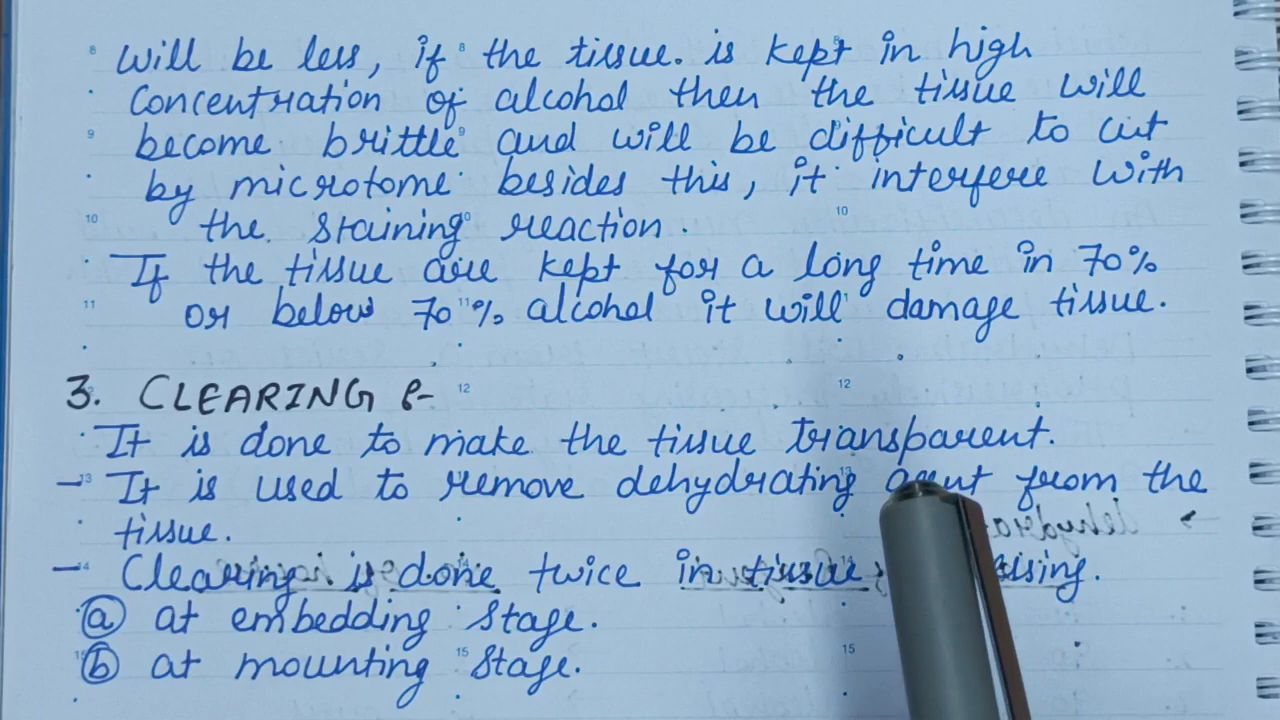 will be less, if the tissue. is kept in high
concentration of alcohol then the tissue will
become brittle and will be difficult to cut
by microtome besides this, it interfere with
the staining reaction.
If the tissue are kept for a long time in 70%
or below 70% alcohol it will damage tissue.
3. CLEARING :-
It is done to make the tissue transparent.
- It is used to remove dehydrating agent from the
tissue.
- Clearing is done twice in tissue
ⓐ at embedding stage.
ⓑ at mounting stage.